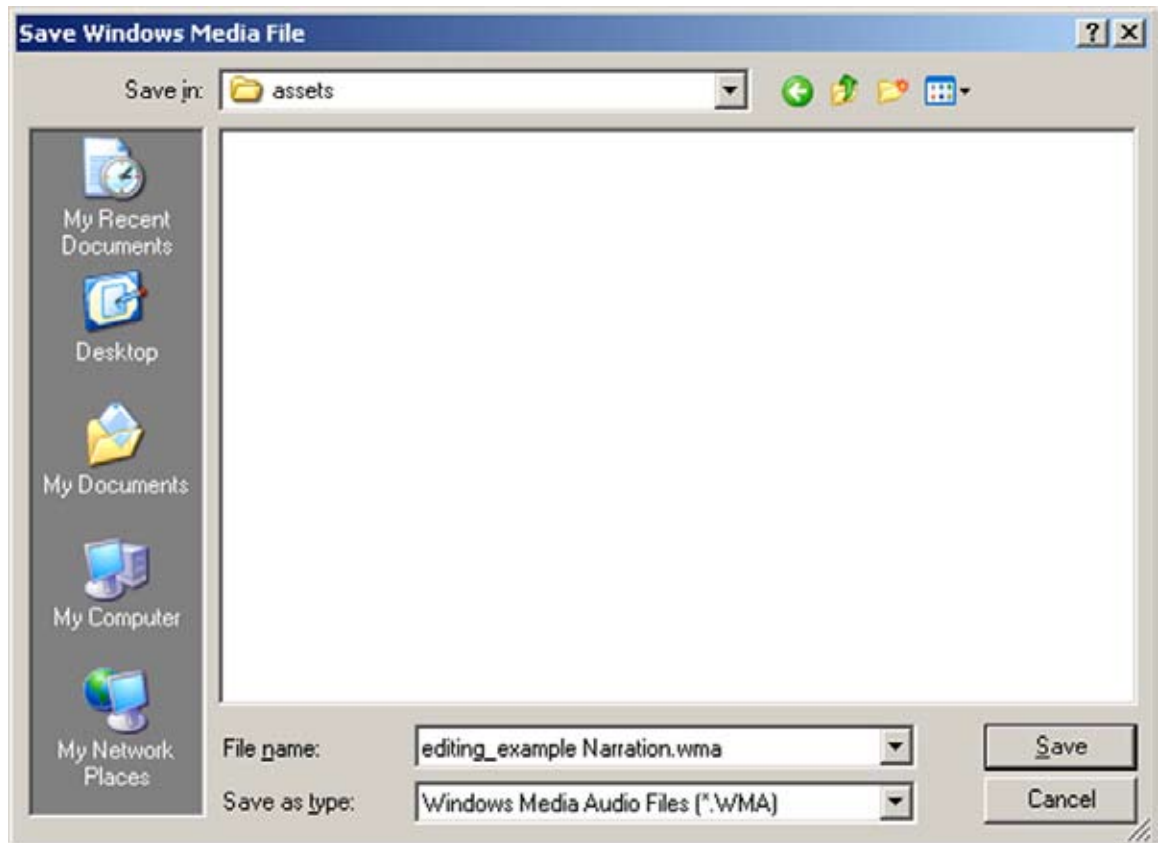 Save Windows Media File
?
Save in:
assets
My Recent
Documents
Desktop
My Documents
My Computer
My Network
Places
File name:
editing_example Narration.wma
Save
Save as type:
Windows Media Audio Files (*.WMA)
Cancel